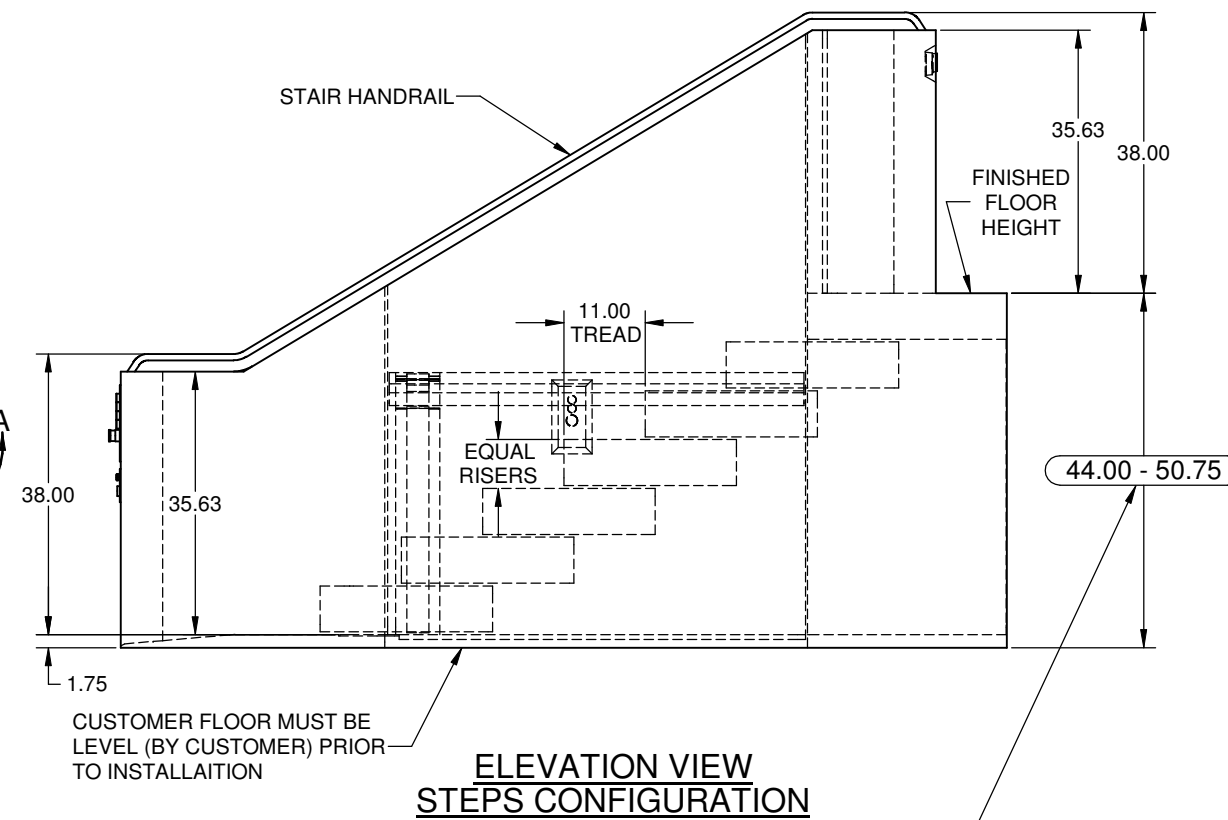 STAIR HANDRAIL
35.63
38.00
FINISHED
FLOOR
HEIGHT
11.00
TREAD
A
EQUAL
RISERS
44.00 - 50.75
38.00
35.63
1.75
CUSTOMER FLOOR MUST BE
LEVEL (BY CUSTOMER) PRIOR
TO INSTALLAITION
ELEVATION VIEW
STEPS CONFIGURATION